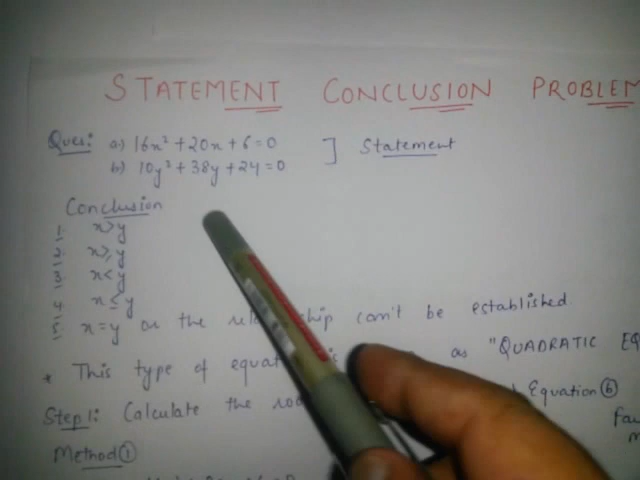 STATEMENT CONCLUSION PROBLEM
Ques: a) 16x² + 20x + 6 = 0 ] Statement
b) 10y² + 38y + 24 = 0
Conclusion
1. x > y
2. x ≥ y
3. x < y
4. x ≤ y
5. x = y or the relationship can't be established.
* This type of as "QUADRATIC EQ
Step 1: Calculate the Equation ⓑ
Method ①